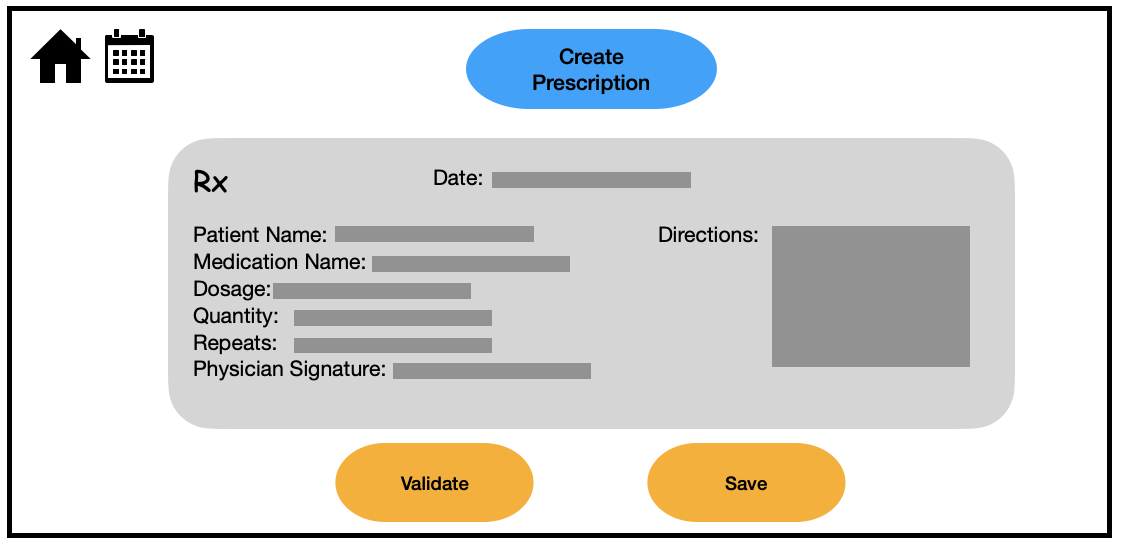 Create
Prescription
Rx
Date:
Patient Name:
Directions:
Medication Name:
Dosage:
Quantity:
Repeats:
Physician Signature:
Validate
Save